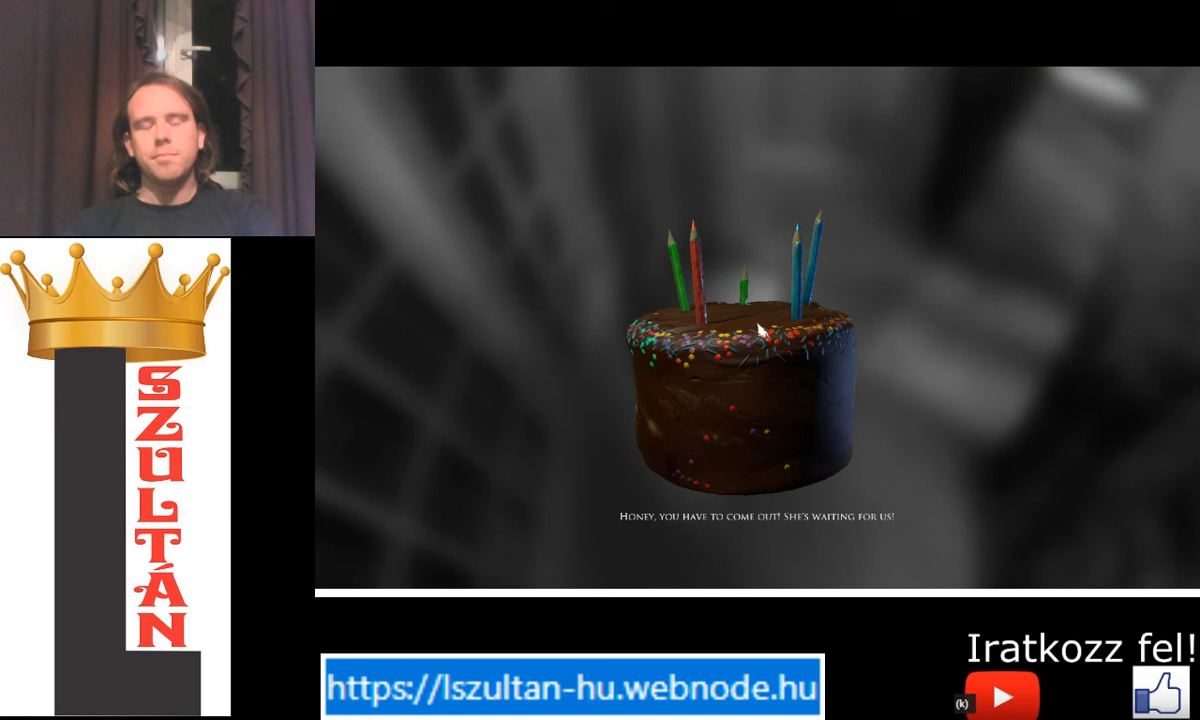 SZULTÁN
Honey, you have to come out! She's waiting for us!
Iratkozz fel!
https://lszultan-hu.webnode.hu
(k)